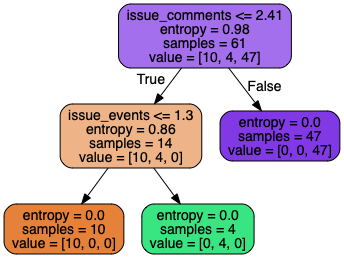 issue_comments <= 2.41
entropy = 0.98
samples = 61
value = [10, 4, 47]
True
False
issue_events <= 1.3
entropy = 0.86
samples = 14
value = [10, 4, 0]
entropy = 0.0
samples = 47
value = [0, 0, 47]
entropy = 0.0
samples = 10
value = [10, 0, 0]
entropy = 0.0
samples = 4
value = [0, 4, 0]